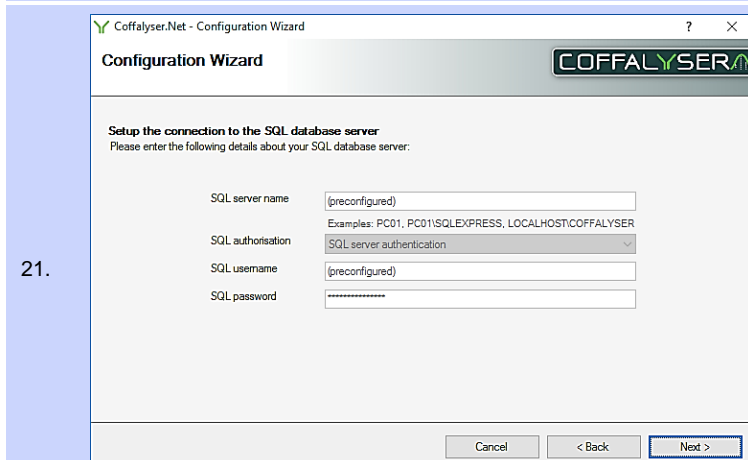 Coffalyser.Net - Configuration Wizard
Configuration Wizard
COFFALYSER
Setup the connection to the SQL database server
Please enter the following details about your SQL database server:
SQL server name (preconfigured)
Examples: PC01, PC01\SQLEXPRESS, LOCALHOST\COFFALYSER
SQL authorisation SQL server authentication
21.
SQL username (preconfigured)
SQL password ***************
Cancel < Back Next >